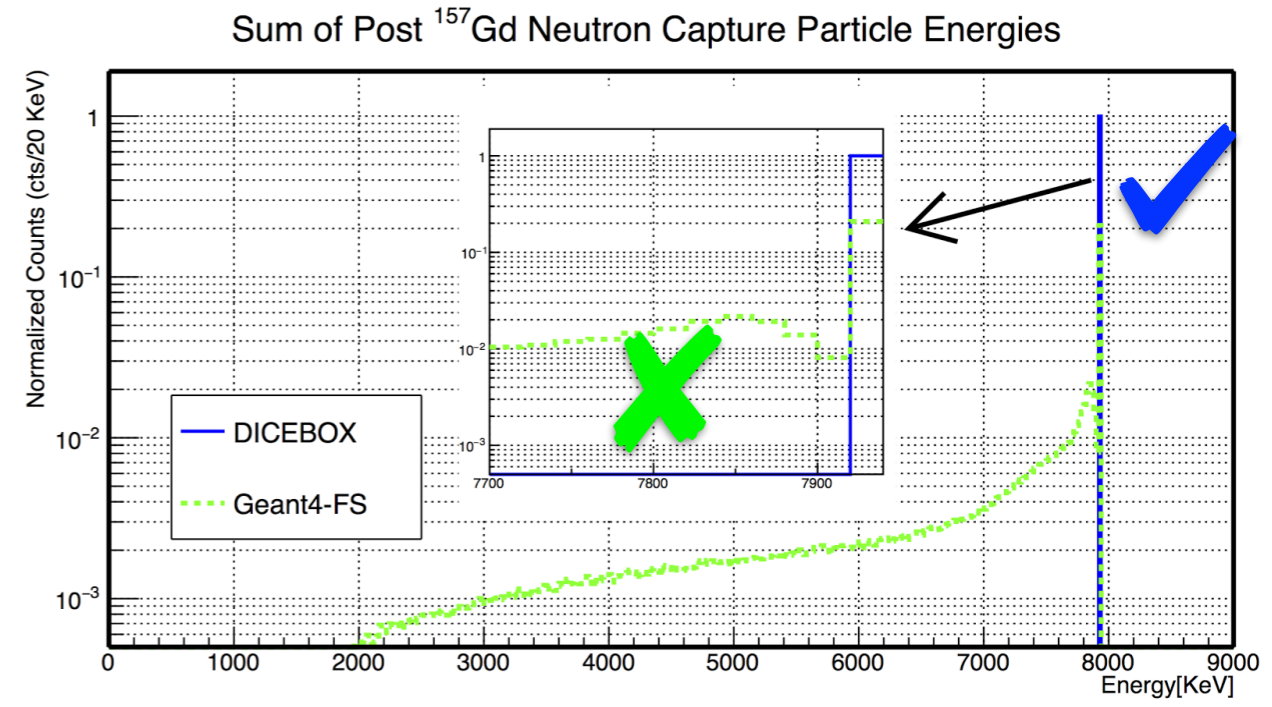 Sum of Post ¹⁵⁷Gd Neutron Capture Particle Energies
Normalized Counts (cts/20 KeV)
1
10⁻¹
10⁻²
10⁻³
1
10⁻¹
10⁻²
10⁻³
7700 7800 7900
DICEBOX
Geant4-FS
0 1000 2000 3000 4000 5000 6000 7000 8000 9000
Energy[KeV]